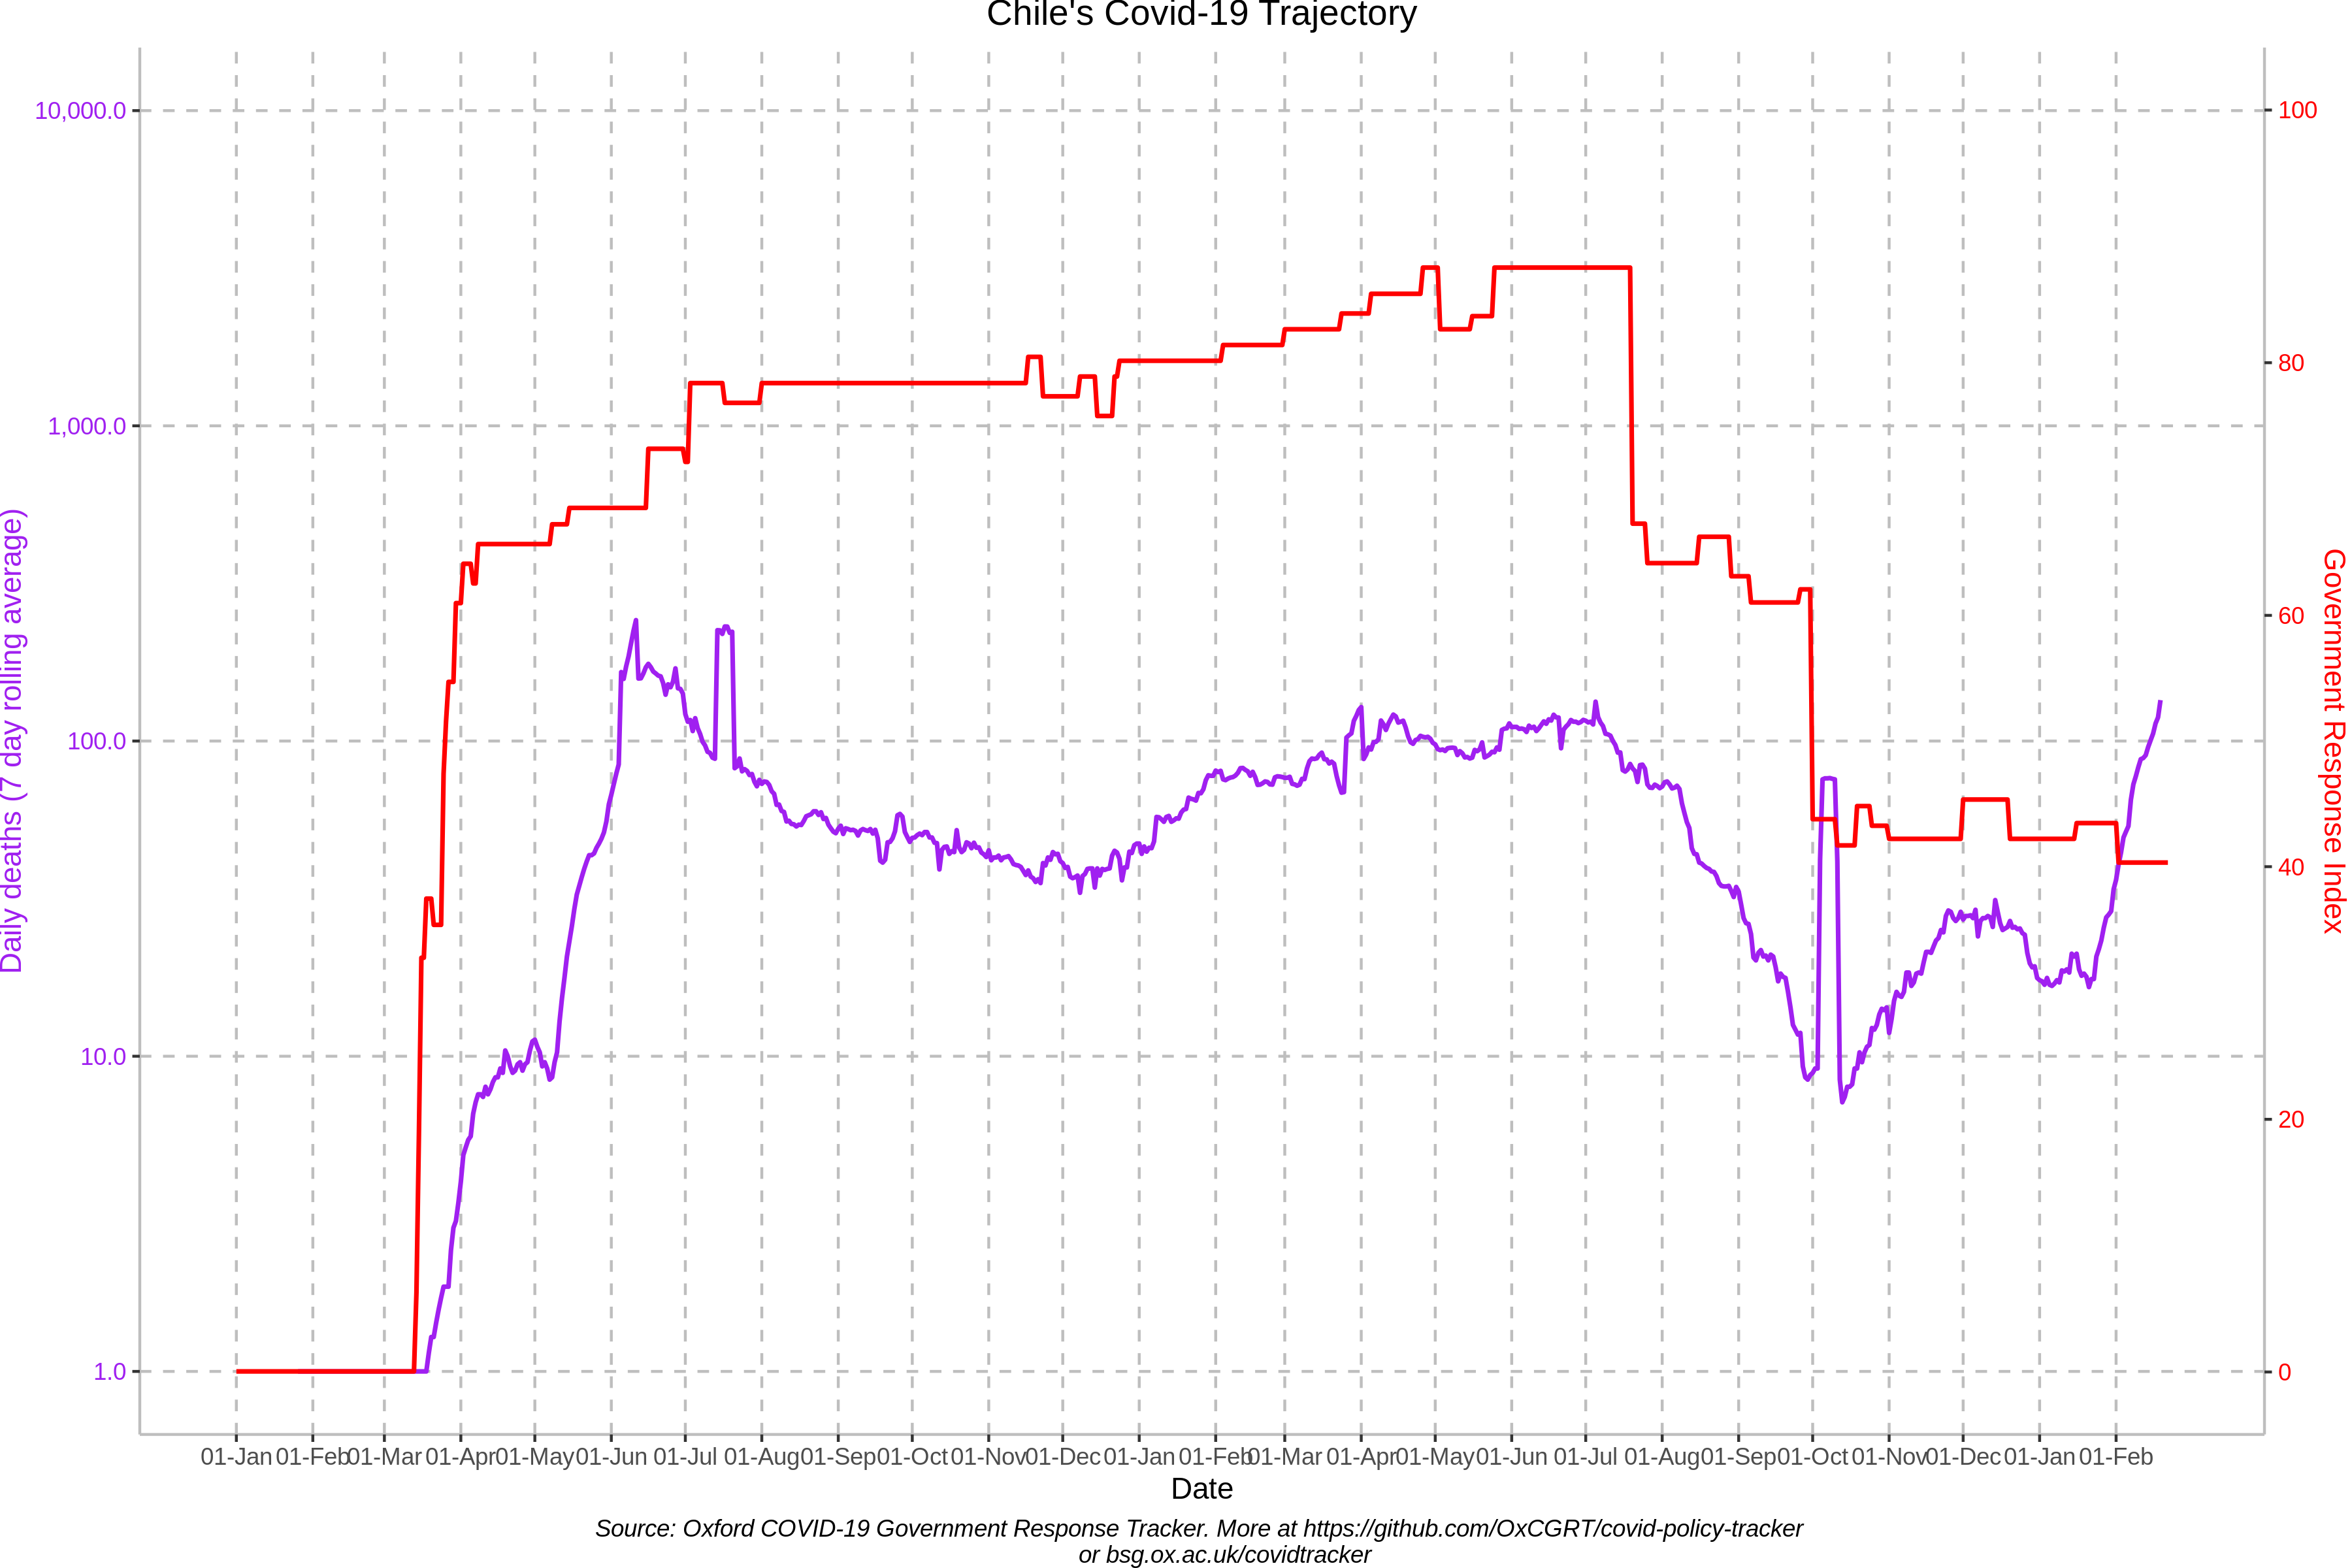 Chile's Covid-19 Trajectory
10,000.0
1,000.0
100.0
10.0
1.0
Daily deaths (7 day rolling average)
100
80
60
40
20
0
Government Response Index
01-Jan 01-Feb 01-Mar 01-Apr 01-May 01-Jun 01-Jul 01-Aug 01-Sep 01-Oct 01-Nov 01-Dec 01-Jan 01-Feb 01-Mar 01-Apr 01-May 01-Jun 01-Jul 01-Aug 01-Sep 01-Oct 01-Nov 01-Dec 01-Jan 01-Feb
Date
Source: Oxford COVID-19 Government Response Tracker. More at https://github.com/OxCGRT/covid-policy-tracker
or bsg.ox.ac.uk/covidtracker